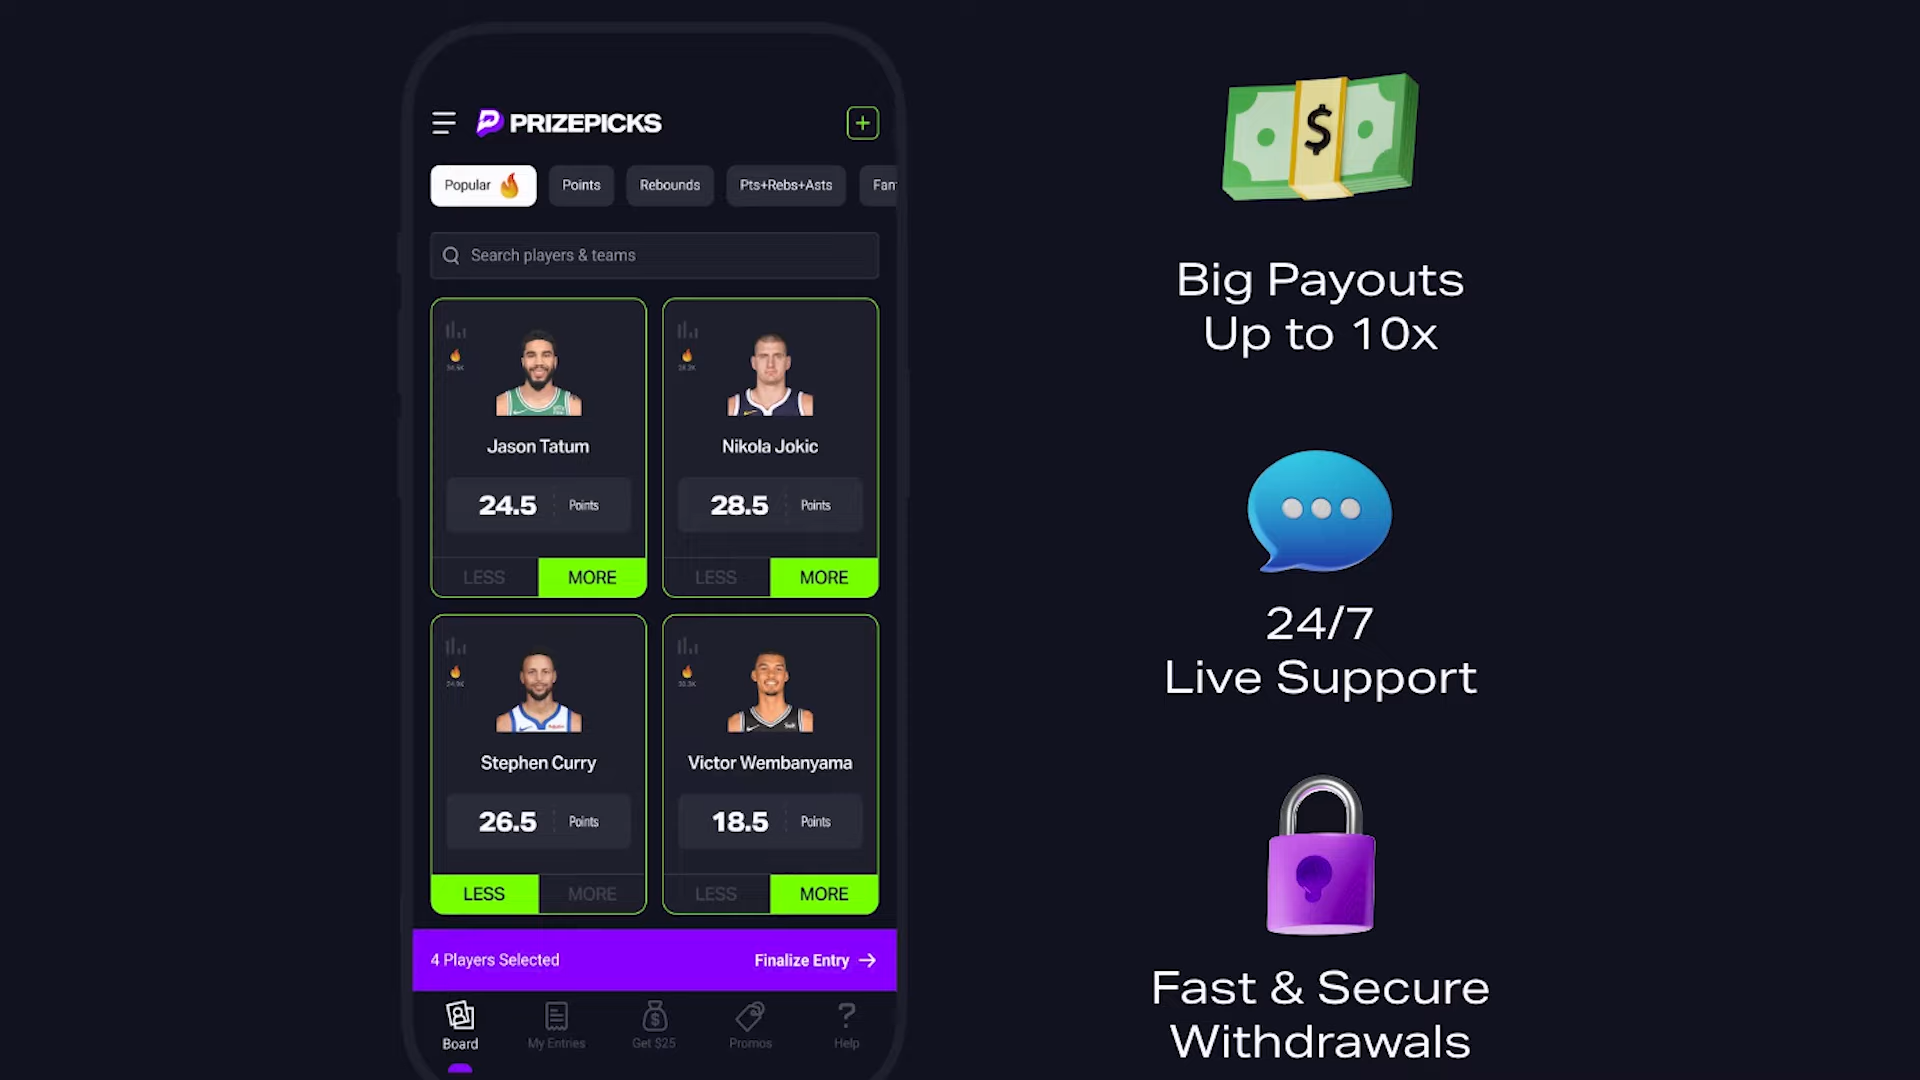 PRIZEPICKS
Popular
Points
Rebounds
Pts+Rebs+Asts
Search players & teams
Jason Tatum
24.5 Points
LESS MORE
Nikola Jokic
28.5 Points
LESS MORE
Stephen Curry
26.5 Points
LESS MORE
Victor Wembanyama
18.5 Points
LESS MORE
4 Players Selected
Finalize Entry
Board
My Entries
Get $25
Promos
Help
Big Payouts
Up to 10x
24/7
Live Support
Fast & Secure
Withdrawals